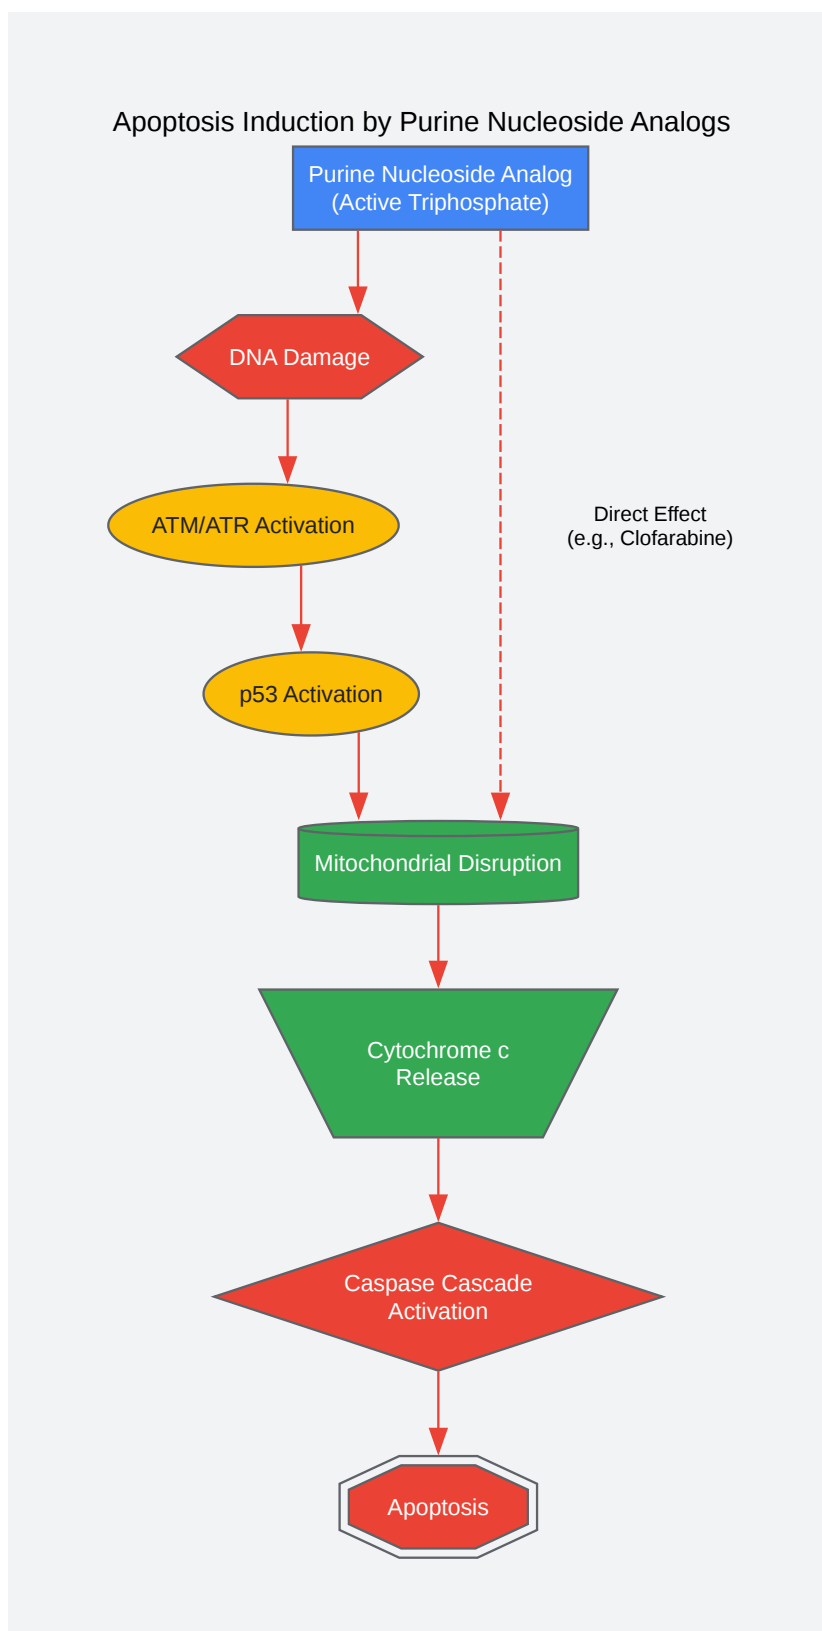 Apoptosis Induction by Purine Nucleoside Analogs
Purine Nucleoside Analog
(Active Triphosphate)
DNA Damage
ATM/ATR Activation
Direct Effect
(e.g., Clofarabine)
p53 Activation
Mitochondrial Disruption
Cytochrome c
Release
Caspase Cascade
Activation
Apoptosis